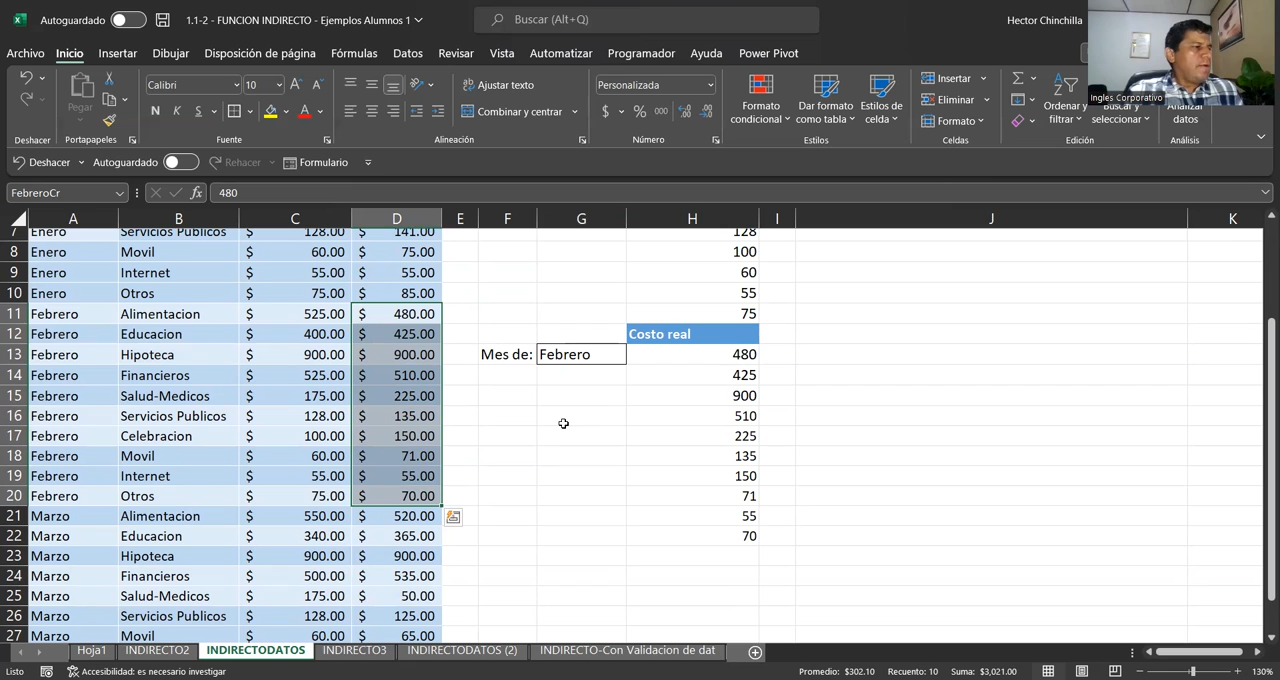 Autoguardado 1.1-2 - FUNCION INDIRECTO - Ejemplos Alumnos 1 Buscar (Alt+Q) Hector Chinchilla
Archivo Inicio Insertar Dibujar Disposición de página Fórmulas Datos Revisar Vista Automatizar Programador Ayuda Power Pivot
Pegar Calibri 10 Ajustar texto Personalizada Formato condicional Dar formato como tabla Estilos de celda Insertar Ordenar y filtrar Buscar y seleccionar Analizar datos
N K S Combinar y centrar $ % 000 Eliminar
Formato
Ingles Corporativo
Deshacer Portapapeles Fuente Alineación Número Estilos Celdas Edición Análisis
Deshacer Autoguardado Rehacer Formulario
FebreroCr fx 480
A B C D E F G H I J K
7 Enero Servicios Publicos $ 128.00 $ 141.00 128
8 Enero Movil $ 60.00 $ 75.00 100
9 Enero Internet $ 55.00 $ 55.00 60
10 Enero Otros $ 75.00 $ 85.00 55
11 Febrero Alimentacion $ 525.00 $ 480.00 75
12 Febrero Educacion $ 400.00 $ 425.00 Costo real
13 Febrero Hipoteca $ 900.00 $ 900.00 Mes de: Febrero 480
14 Febrero Financieros $ 525.00 $ 510.00 425
15 Febrero Salud-Medicos $ 175.00 $ 225.00 900
16 Febrero Servicios Publicos $ 128.00 $ 135.00 510
17 Febrero Celebracion $ 100.00 $ 150.00 225
18 Febrero Movil $ 60.00 $ 71.00 135
19 Febrero Internet $ 55.00 $ 55.00 150
20 Febrero Otros $ 75.00 $ 70.00 71
21 Marzo Alimentacion $ 550.00 $ 520.00 55
22 Marzo Educacion $ 340.00 $ 365.00 70
23 Marzo Hipoteca $ 900.00 $ 900.00
24 Marzo Financieros $ 500.00 $ 535.00
25 Marzo Salud-Medicos $ 175.00 $ 50.00
26 Marzo Servicios Publicos $ 128.00 $ 125.00
27 Marzo Movil $ 60.00 $ 65.00
Hoja1 INDIRECTO2 INDIRECTODATOS INDIRECTO3 INDIRECTODATOS (2) INDIRECTO-Con Validacion de dat
Listo Accesibilidad: es necesario investigar Promedio: $302.10 Recuento: 10 Suma: $3,021.00 130%